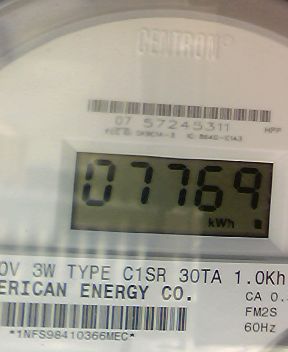 CENTRON®
07 57245311
HPP
07769
kWh
0V 3W TYPE C1SR 30TA 1.0Kh
ERICAN ENERGY CO.
CA 0.
FM2S
*1NFS98410366MEC*
60Hz